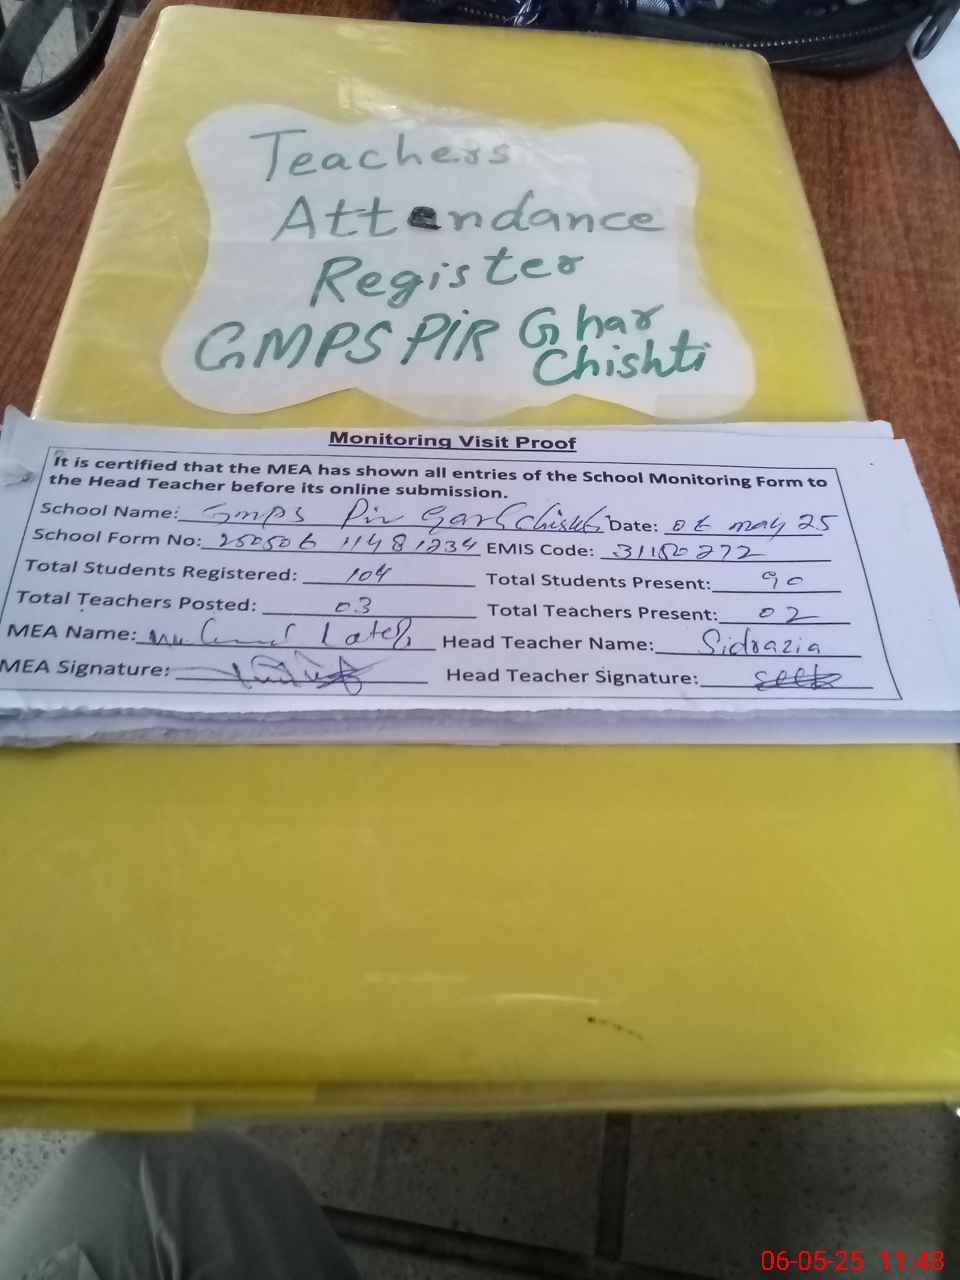 Teachers
Attendance
Register
GMPS PIR Ghar
Chishti
Monitoring Visit Proof
It is certified that the MEA has shown all entries of the School Monitoring Form to
the Head Teacher before its online submission.
School Name: Gmps Pir Gar Chishti Date: 06 may 25
School Form No: 250506 11481234 EMIS Code: 31150272
Total Students Registered: 104 Total Students Present: 90
Total Teachers Posted: 03 Total Teachers Present: 02
MEA Name: Head Teacher Name: Sidrazia
MEA Signature: Head Teacher Signature:
06-05-25 11:48